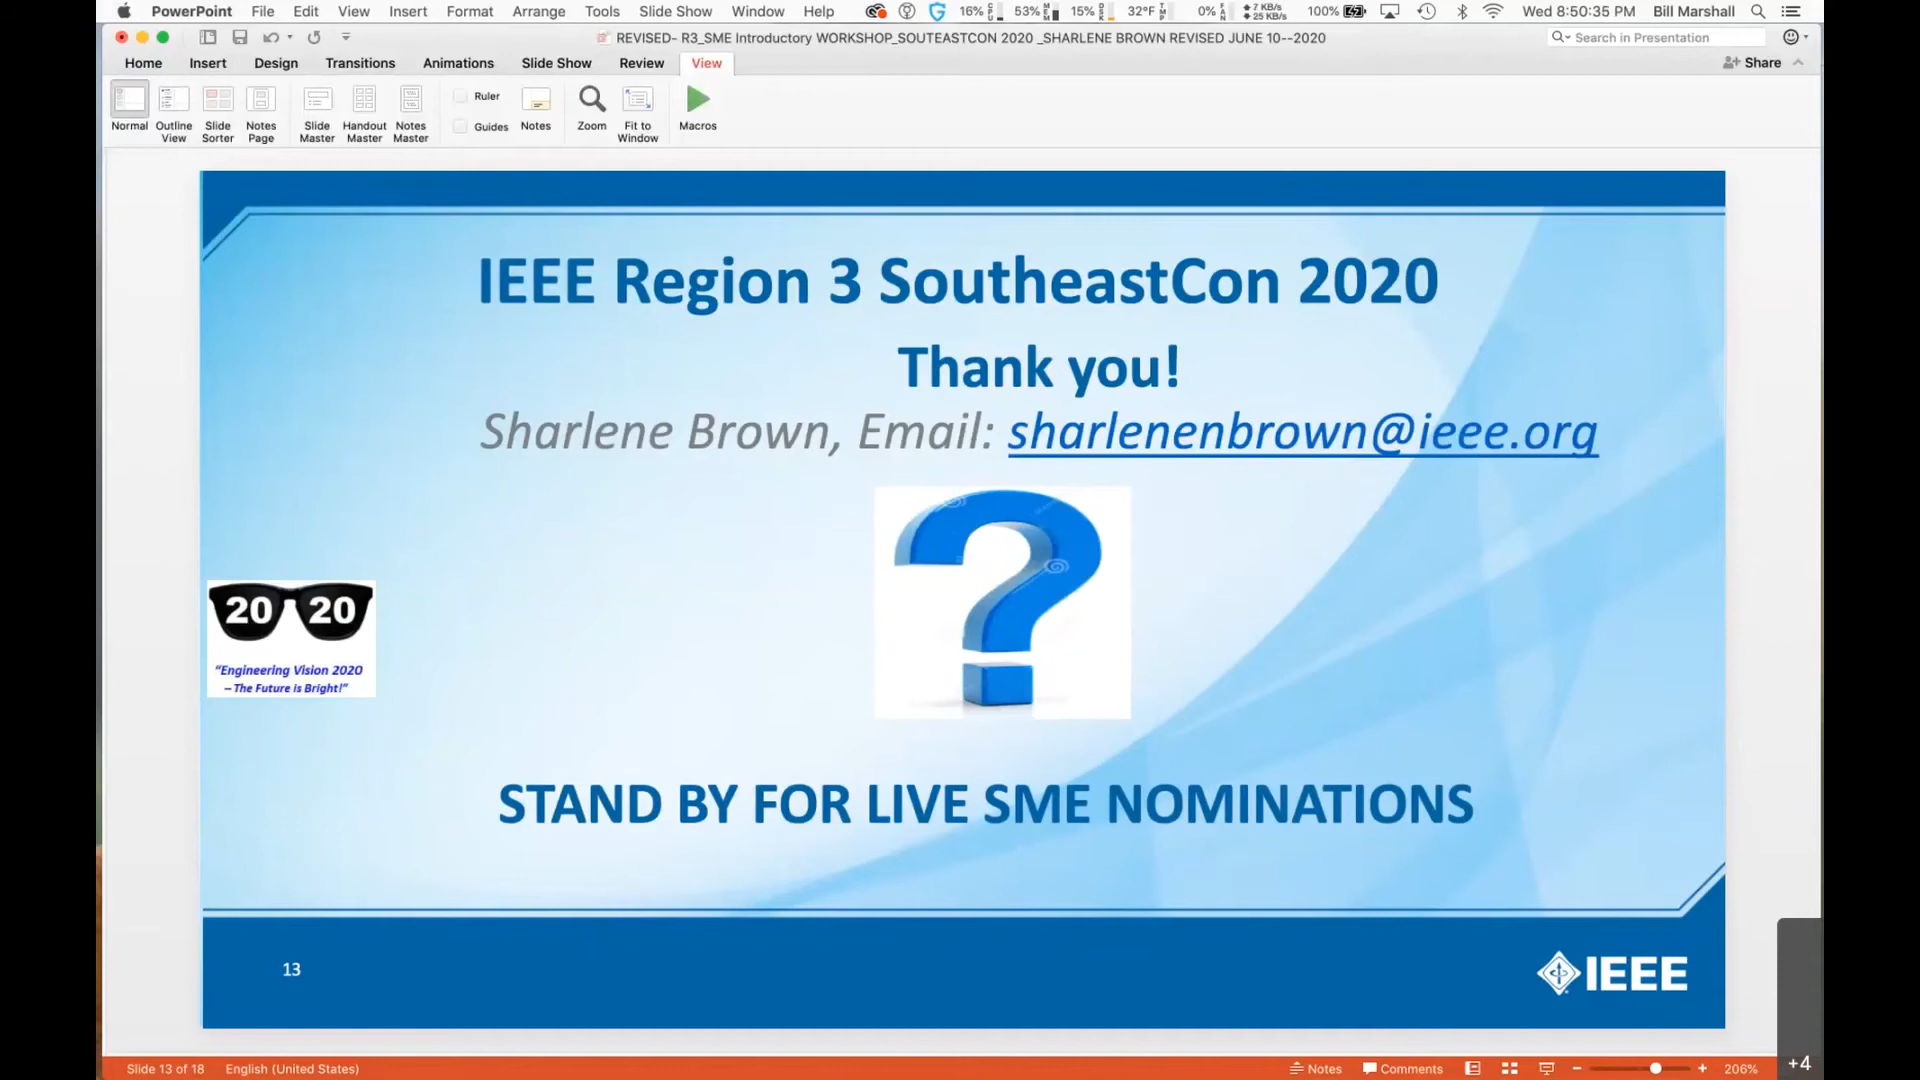 PowerPoint File Edit View Insert Format Arrange Tools Slide Show Window Help 16% 53% 15% 32°F 0% 7 KB/s 25 KB/s 100% Wed 8:50:35 PM Bill Marshall
REVISED- R3_SME Introductory WORKSHOP_SOUTEASTCON 2020 _SHARLENE BROWN REVISED JUNE 10--2020 Search in Presentation
Home Insert Design Transitions Animations Slide Show Review View Share
Normal Outline View Slide Sorter Notes Page Slide Master Handout Master Notes Master Ruler Guides Notes Zoom Fit to Window Macros
IEEE Region 3 SoutheastCon 2020
Thank you!
Sharlene Brown, Email: sharlenenbrown@ieee.org
?
20 20
"Engineering Vision 2020
– The Future is Bright!"
STAND BY FOR LIVE SME NOMINATIONS
13
IEEE
Slide 13 of 18 English (United States) Notes Comments 206%
+4